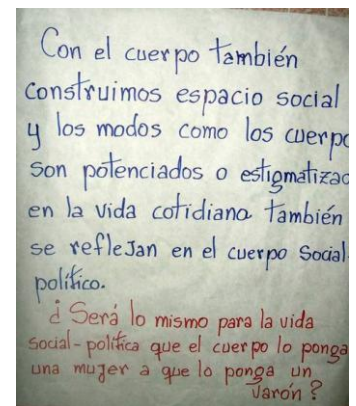 Con el cuerpo también
construimos espacio social
y los modos como los cuerpo
son potenciados o estigmatizad
en la vida cotidiana también
se reflejan en el cuerpo Social-
político.
¿Será lo mismo para la vida
social-política que el cuerpo lo ponga
una mujer a que lo ponga un
varón?